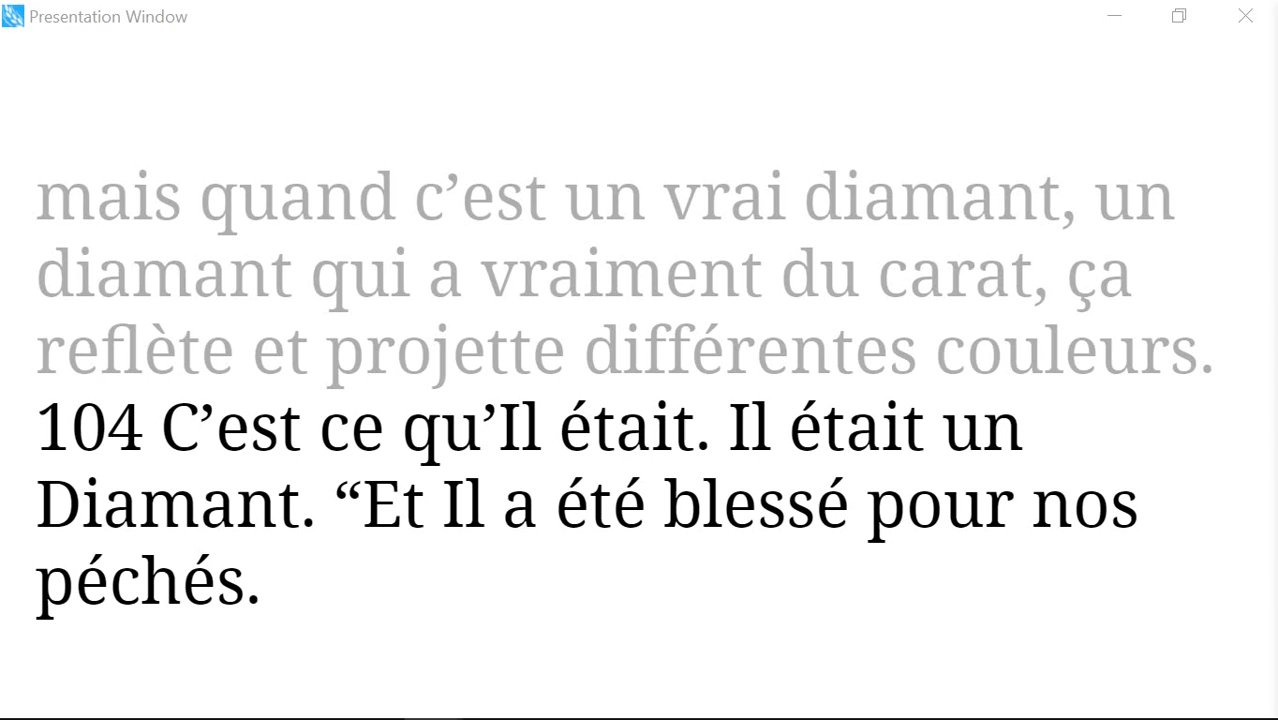 Presentation Window
mais quand c’est un vrai diamant, un
diamant qui a vraiment du carat, ça
reflète et projette différentes couleurs.
104 C’est ce qu’Il était. Il était un
Diamant. “Et Il a été blessé pour nos
péchés.